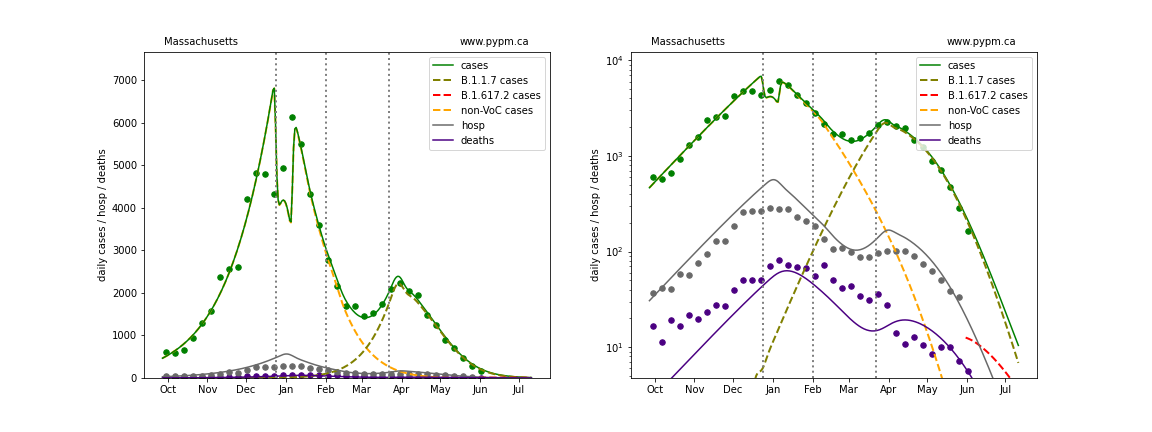 Massachusetts www.pypm.ca
daily cases / hosp / deaths
7000
6000
5000
4000
3000
2000
1000
0
cases
B.1.1.7 cases
B.1.617.2 cases
non-VoC cases
hosp
deaths
Oct Nov Dec Jan Feb Mar Apr May Jun Jul
Massachusetts www.pypm.ca
daily cases / hosp / deaths
10⁴
10³
10²
10¹
cases
B.1.1.7 cases
B.1.617.2 cases
non-VoC cases
hosp
deaths
Oct Nov Dec Jan Feb Mar Apr May Jun Jul